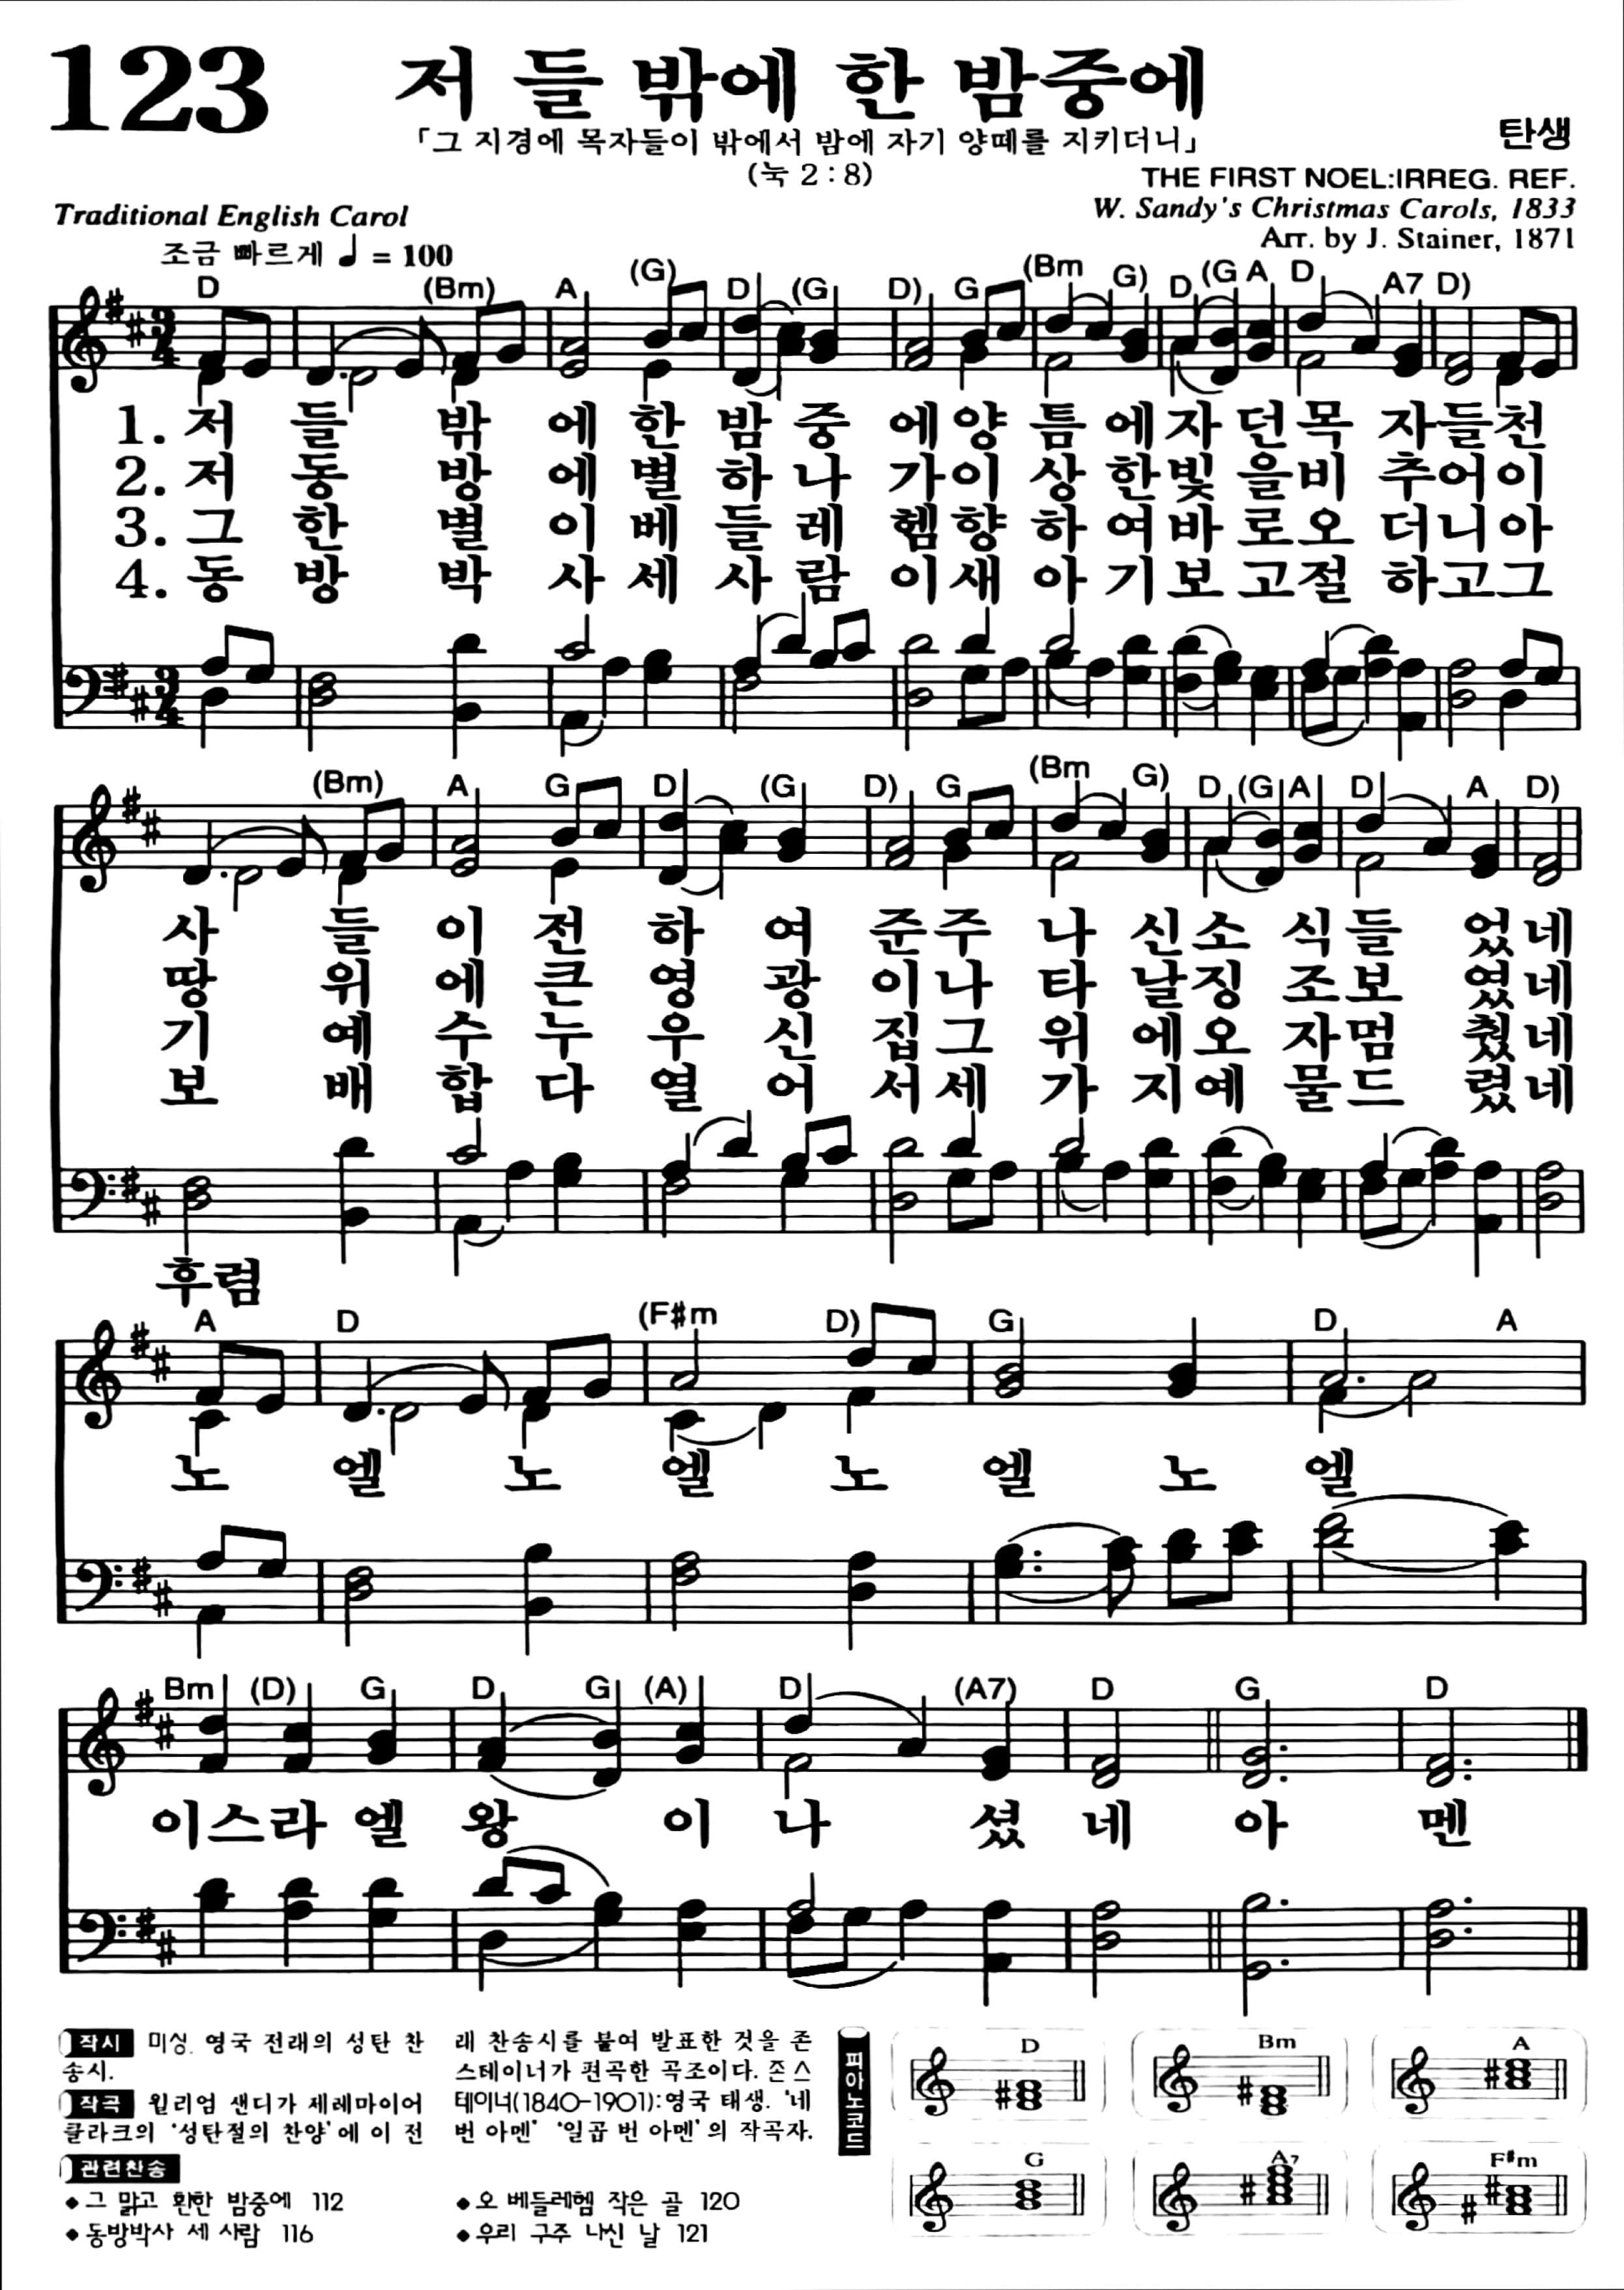 123
저 들 밖에 한 밤중에
「그 지경에 목자들이 밖에서 밤에 자기 양떼를 지키더니」
(눅 2 : 8)
탄생
THE FIRST NOEL:IRREG. REF.
Traditional English Carol
W. Sandy's Christmas Carols, 1833
조금 빠르게 ♩ = 100
Arr. by J. Stainer, 1871
D (Bm) A (G) D (G D) G (Bm G) D (G A D A7 D)
3 4
1. 저 들 밖 에 한 밤 중 에 양 틈 에 자 던 목 자 들 천
2. 저 동 방 에 별 하 나 가 이 상 한 빛 을 비 추 어 이
3. 그 한 별 이 베 들 레 헴 향 하 여 바 로 오 더 니 아
4. 동 방 박 사 세 사 람 이 새 아 기 보 고 절 하 고 그
3 4
(Bm) A G D (G D) G (Bm G) D (G A D A D)
사 들 이 전 하 여 준 주 나 신 소 식 들 었 네
땅 위 에 큰 영 광 이 나 타 날 징 조 보 였 네
기 예 수 누 우 신 집 그 위 에 오 자 멈 췄 네
보 배 합 다 열 어 서 세 가 지 예 물 드 렸 네
후렴
A D (F#m D) G D A
노 엘 노 엘 노 엘 노 엘
Bm (D) G D G (A) D (A7) D G D
이 스 라 엘 왕 이 나 셨 네 아 멘
작시 미상. 영국 전래의 성탄 찬
송시.
작곡 윌리엄 샌디가 제레마이어
클라크의 '성탄절의 찬양'에 이 전
래 찬송시를 붙여 발표한 것을 존
스테이너가 편곡한 곡조이다. 존 스
테이너(1840-1901):영국 태생. '네
번 아멘' '일곱 번 아멘'의 작곡자.
관련찬송
◆ 그 맑고 환한 밤중에 112
◆ 동방박사 세 사람 116
◆ 오 베들레헴 작은 골 120
◆ 우리 구주 나신 날 121
피아노코드
D Bm A
G A7 F#m